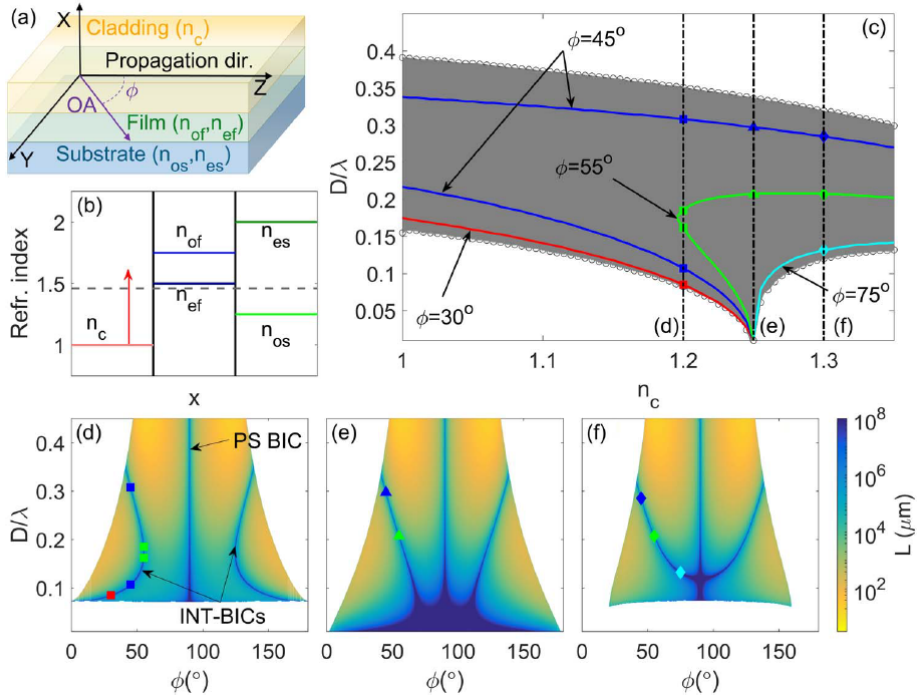 (a)
X
Cladding (n_c)
Propagation dir.
Z
OA
ϕ
Film (n_of,n_ef)
Y
Substrate (n_os,n_es)
(b)
Refr. index
2
1.5
1
n_c
n_of
n_ef
n_es
n_os
x
(c)
D/λ
0.4
0.35
0.3
0.25
0.2
0.15
0.1
0.05
ϕ=45°
ϕ=55°
ϕ=30°
ϕ=75°
(d)
(e)
(f)
1
1.1
1.2
1.3
n_c
(d)
PS BIC
INT-BICs
D/λ
0.4
0.3
0.2
0.1
0 50 100 150
ϕ(°)
(e)
0 50 100 150
ϕ(°)
(f)
0 50 100 150
ϕ(°)
10^8
10^6
10^4
10^2
L (μm)